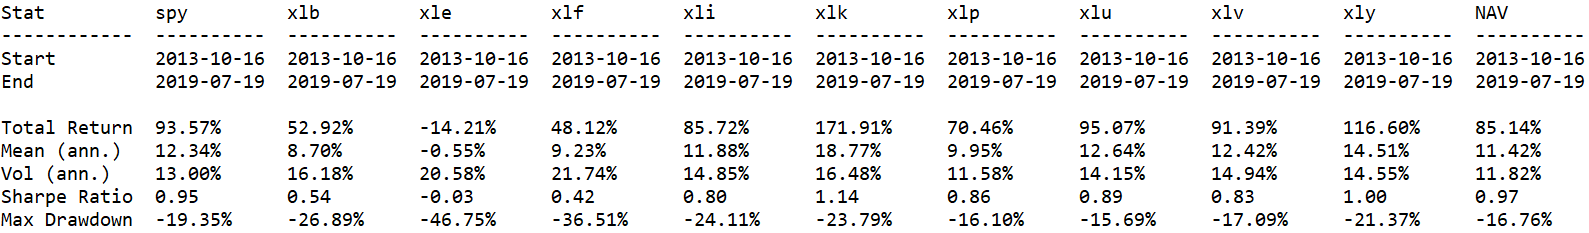 Stat          spy         xlb         xle         xlf         xli         xlk         xlp         xlu         xlv         xly         NAV
------------  ----------  ----------  ----------  ----------  ----------  ----------  ----------  ----------  ----------  ----------  ----------
Start         2013-10-16  2013-10-16  2013-10-16  2013-10-16  2013-10-16  2013-10-16  2013-10-16  2013-10-16  2013-10-16  2013-10-16  2013-10-16
End           2019-07-19  2019-07-19  2019-07-19  2019-07-19  2019-07-19  2019-07-19  2019-07-19  2019-07-19  2019-07-19  2019-07-19  2019-07-19
Total Return  93.57%      52.92%      -14.21%     48.12%      85.72%      171.91%     70.46%      95.07%      91.39%      116.60%     85.14%
Mean (ann.)   12.34%      8.70%       -0.55%      9.23%       11.88%      18.77%      9.95%       12.64%      12.42%      14.51%      11.42%
Vol (ann.)    13.00%      16.18%      20.58%      21.74%      14.85%      16.48%      11.58%      14.15%      14.94%      14.55%      11.82%
Sharpe Ratio  0.95        0.54        -0.03       0.42        0.80        1.14        0.86        0.89        0.83        1.00        0.97
Max Drawdown  -19.35%     -26.89%     -46.75%     -36.51%     -24.11%     -23.79%     -16.10%     -15.69%     -17.09%     -21.37%     -16.76%